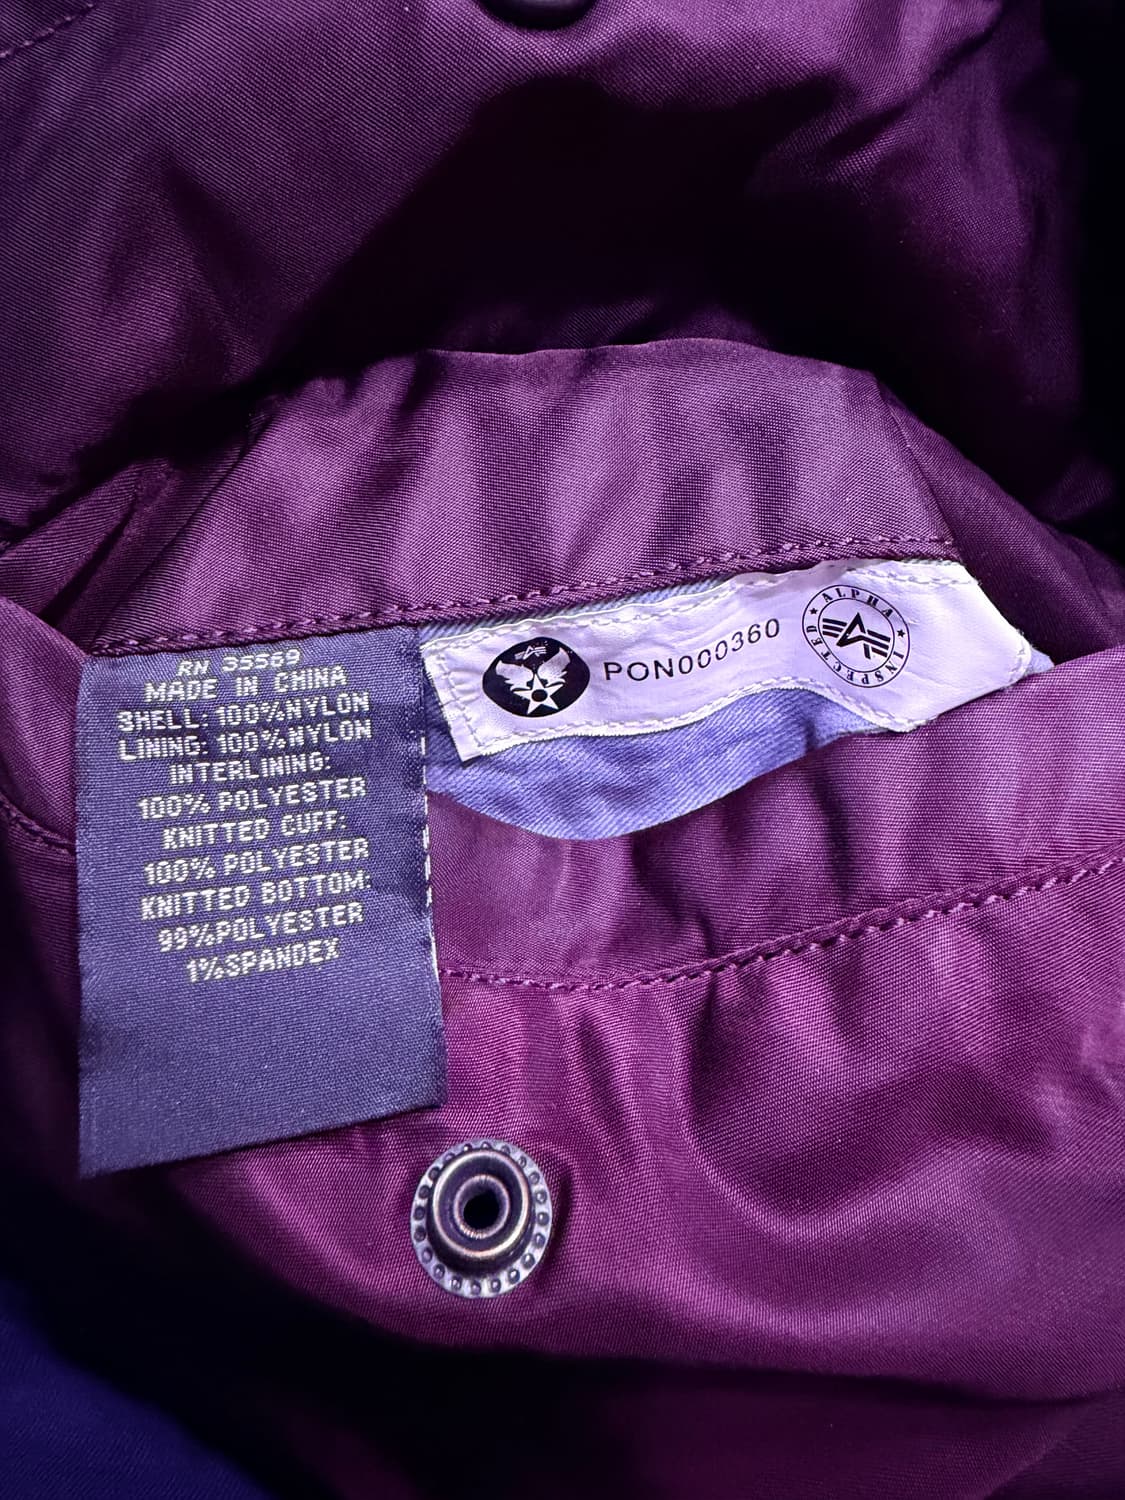 RN 35569
MADE IN CHINA
SHELL: 100%NYLON
LINING: 100%NYLON
INTERLINING:
100% POLYESTER
KNITTED CUFF:
100% POLYESTER
KNITTED BOTTOM:
99%POLYESTER
1%SPANDEX
PON000360
ALPHA
INSPECTED